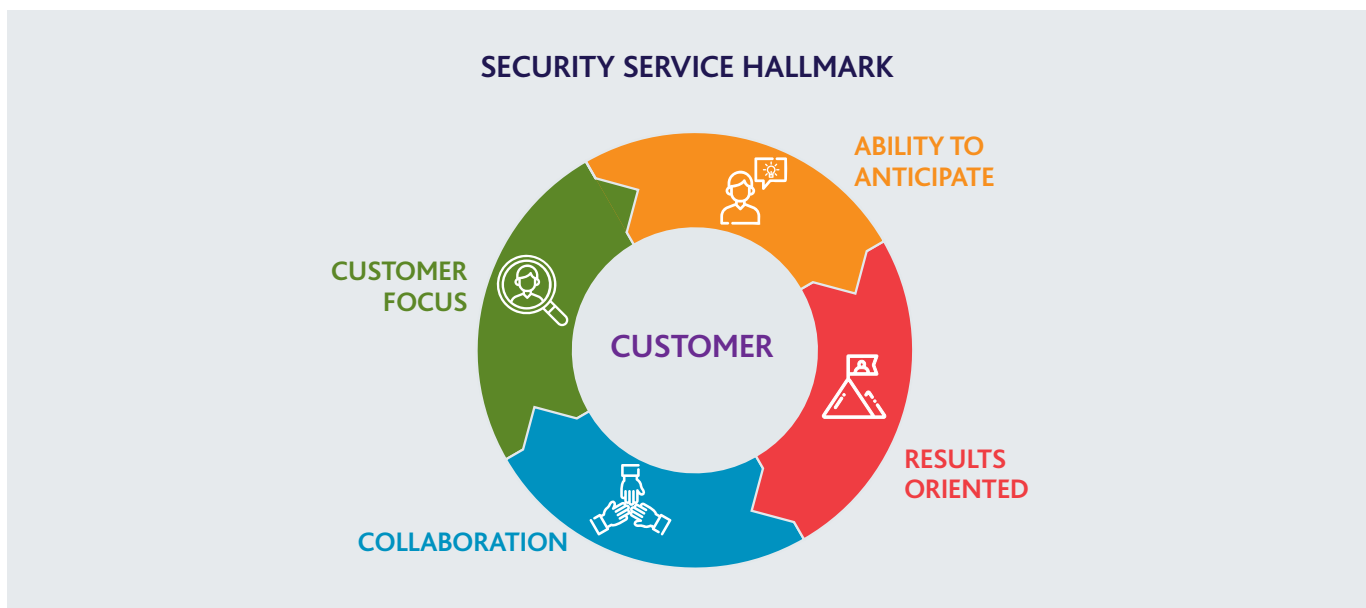 SECURITY SERVICE HALLMARK
ABILITY TO
ANTICIPATE
CUSTOMER
FOCUS
CUSTOMER
RESULTS
ORIENTED
COLLABORATION